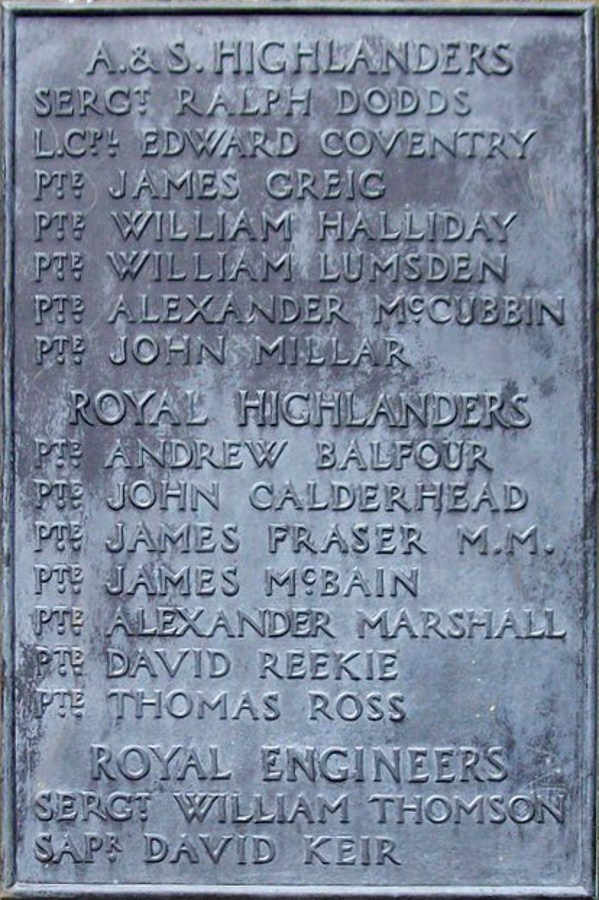 A. & S. HIGHLANDERS
SERGT RALPH DODDS
L.CPL EDWARD COVENTRY
PTE JAMES GREIG
PTE WILLIAM HALLIDAY
PTE WILLIAM LUMSDEN
PTE ALEXANDER McCUBBIN
PTE JOHN MILLAR
ROYAL HIGHLANDERS
PTE ANDREW BALFOUR
PTE JOHN CALDERHEAD
PTE JAMES FRASER M.M.
PTE JAMES McBAIN
PTE ALEXANDER MARSHALL
PTE DAVID REEKIE
PTE THOMAS ROSS
ROYAL ENGINEERS
SERGT WILLIAM THOMSON
SAPR DAVID KEIR